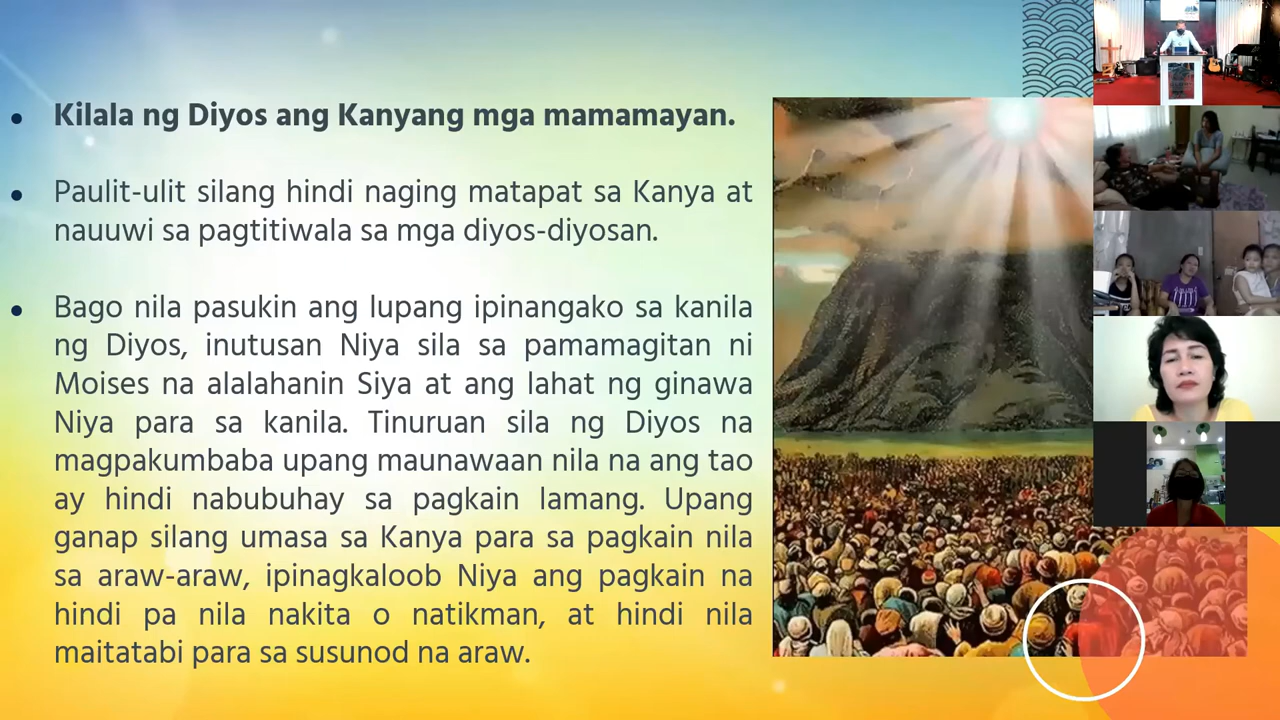 Kilala ng Diyos ang Kanyang mga mamamayan.
Paulit-ulit silang hindi naging matapat sa Kanya at
nauuwi sa pagtitiwala sa mga diyos-diyosan.
Bago nila pasukin ang lupang ipinangako sa kanila
ng Diyos, inutusan Niya sila sa pamamagitan ni
Moises na alalahanin Siya at ang lahat ng ginawa
Niya para sa kanila. Tinuruan sila ng Diyos na
magpakumbaba upang maunawaan nila na ang tao
ay hindi nabubuhay sa pagkain lamang. Upang
ganap silang umasa sa Kanya para sa pagkain nila
sa araw-araw, ipinagkaloob Niya ang pagkain na
hindi pa nila nakita o natikman, at hindi nila
maitatabi para sa susunod na araw.